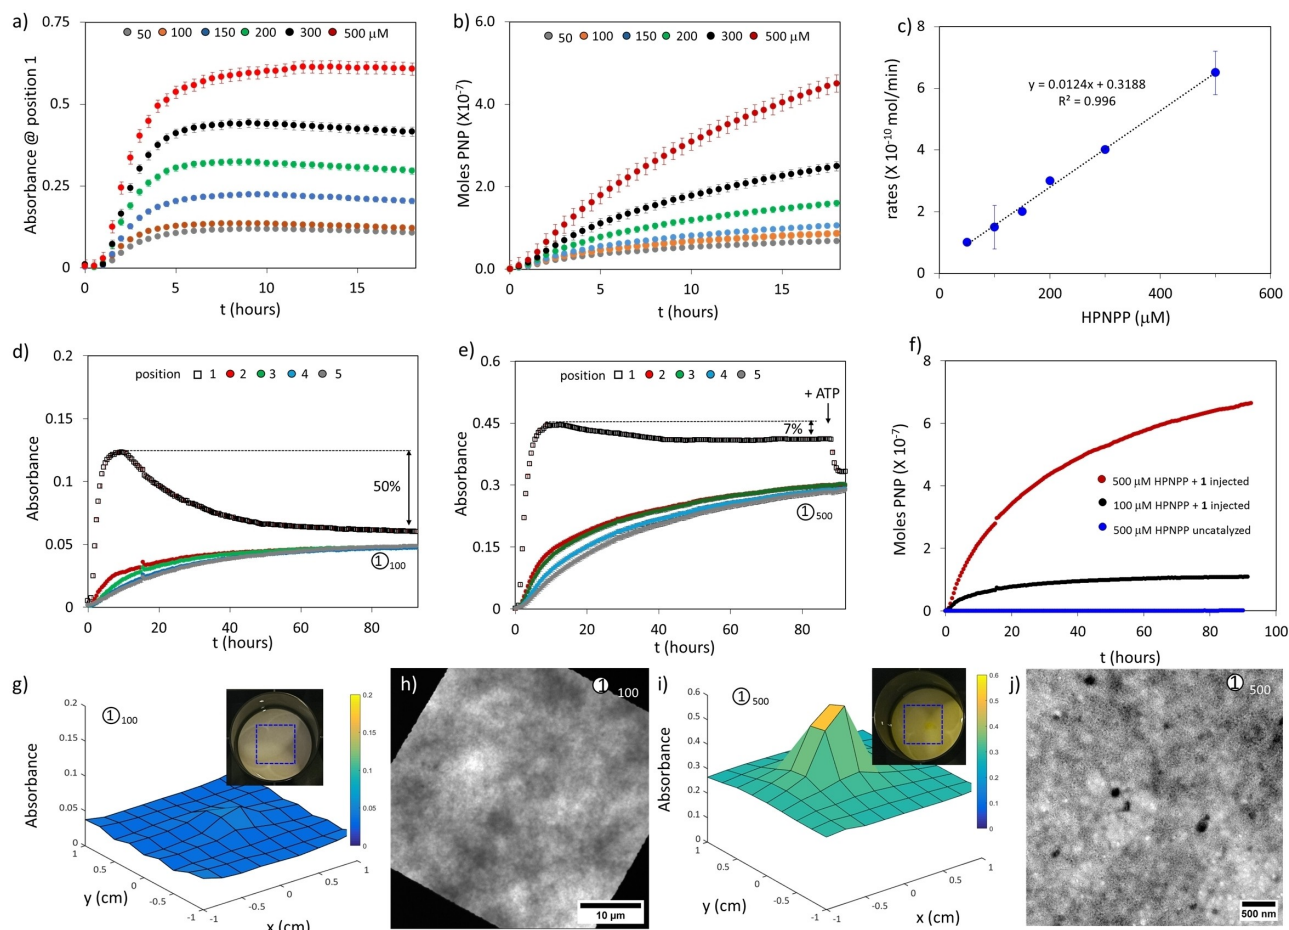 a)
0.75
0.5
0.25
0
Absorbance @ position 1
50 100 150 200 300 500 μM
0 5 10 15
t (hours)
b)
6.0
4.0
2.0
0.0
Moles PNP (X10⁻⁷)
50 100 150 200 300 500 μM
0 5 10 15
t (hours)
c)
8
6
4
2
0
rates (X 10⁻¹⁰ mol/min)
y = 0.0124x + 0.3188
R² = 0.996
0 200 400 600
HPNPP (μM)
d)
0.2
0.15
0.1
0.05
0
Absorbance
position 1 2 3 4 5
50%
①₁₀₀
0 20 40 60 80
t (hours)
e)
0.6
0.45
0.3
0.15
0
Absorbance
position 1 2 3 4 5
+ ATP
7%
①₅₀₀
0 20 40 60 80
t (hours)
f)
8
6
4
2
0
Moles PNP (X 10⁻⁷)
500 μM HPNPP + 1 injected
100 μM HPNPP + 1 injected
500 μM HPNPP uncatalyzed
0 20 40 60 80 100
t (hours)
g)
①₁₀₀
0.2
0.15
0.1
0.05
0
Absorbance
1
0.5
0
-0.5
-1
y (cm)
-1
-0.5
0
0.5
1
x (cm)
0.2
0.15
0.1
0.05
0
h)
①₁₀₀
10 μm
i)
①₅₀₀
0.6
0.5
0.4
0.3
0.2
0.1
0
Absorbance
1
0.5
0
-0.5
-1
y (cm)
-1
-0.5
0
0.5
1
x (cm)
0.6
0.5
0.4
0.3
0.2
0.1
0
j)
①₅₀₀
500 nm